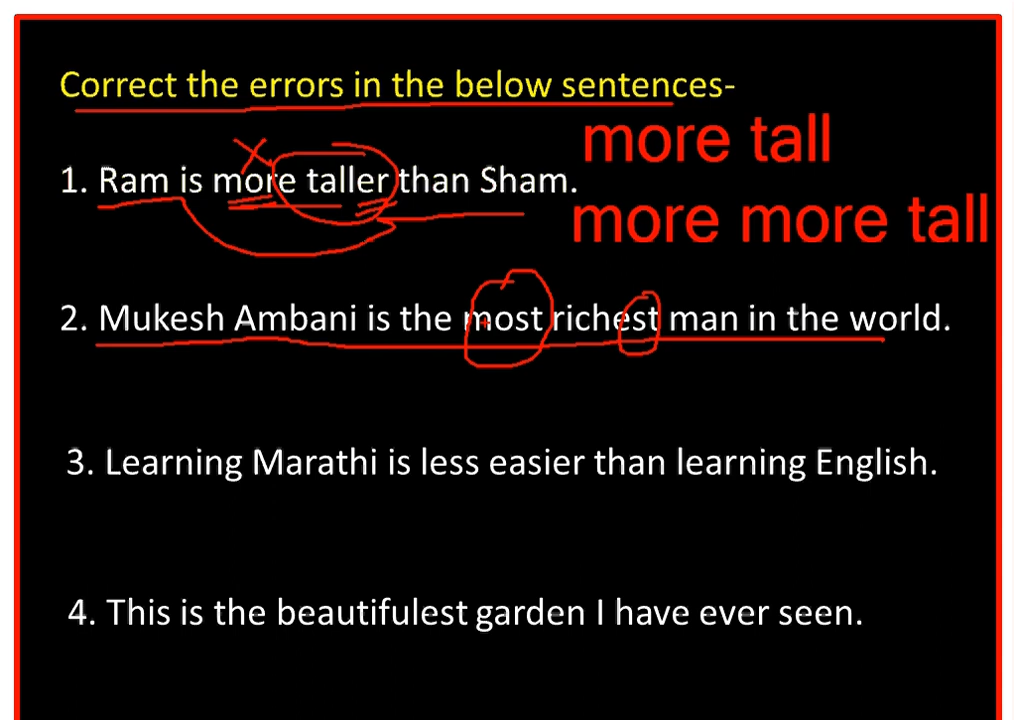 Correct the errors in the below sentences-
more tall
1. Ram is more taller than Sham.
more more tall
2. Mukesh Ambani is the most richest man in the world.
3. Learning Marathi is less easier than learning English.
4. This is the beautifulest garden I have ever seen.